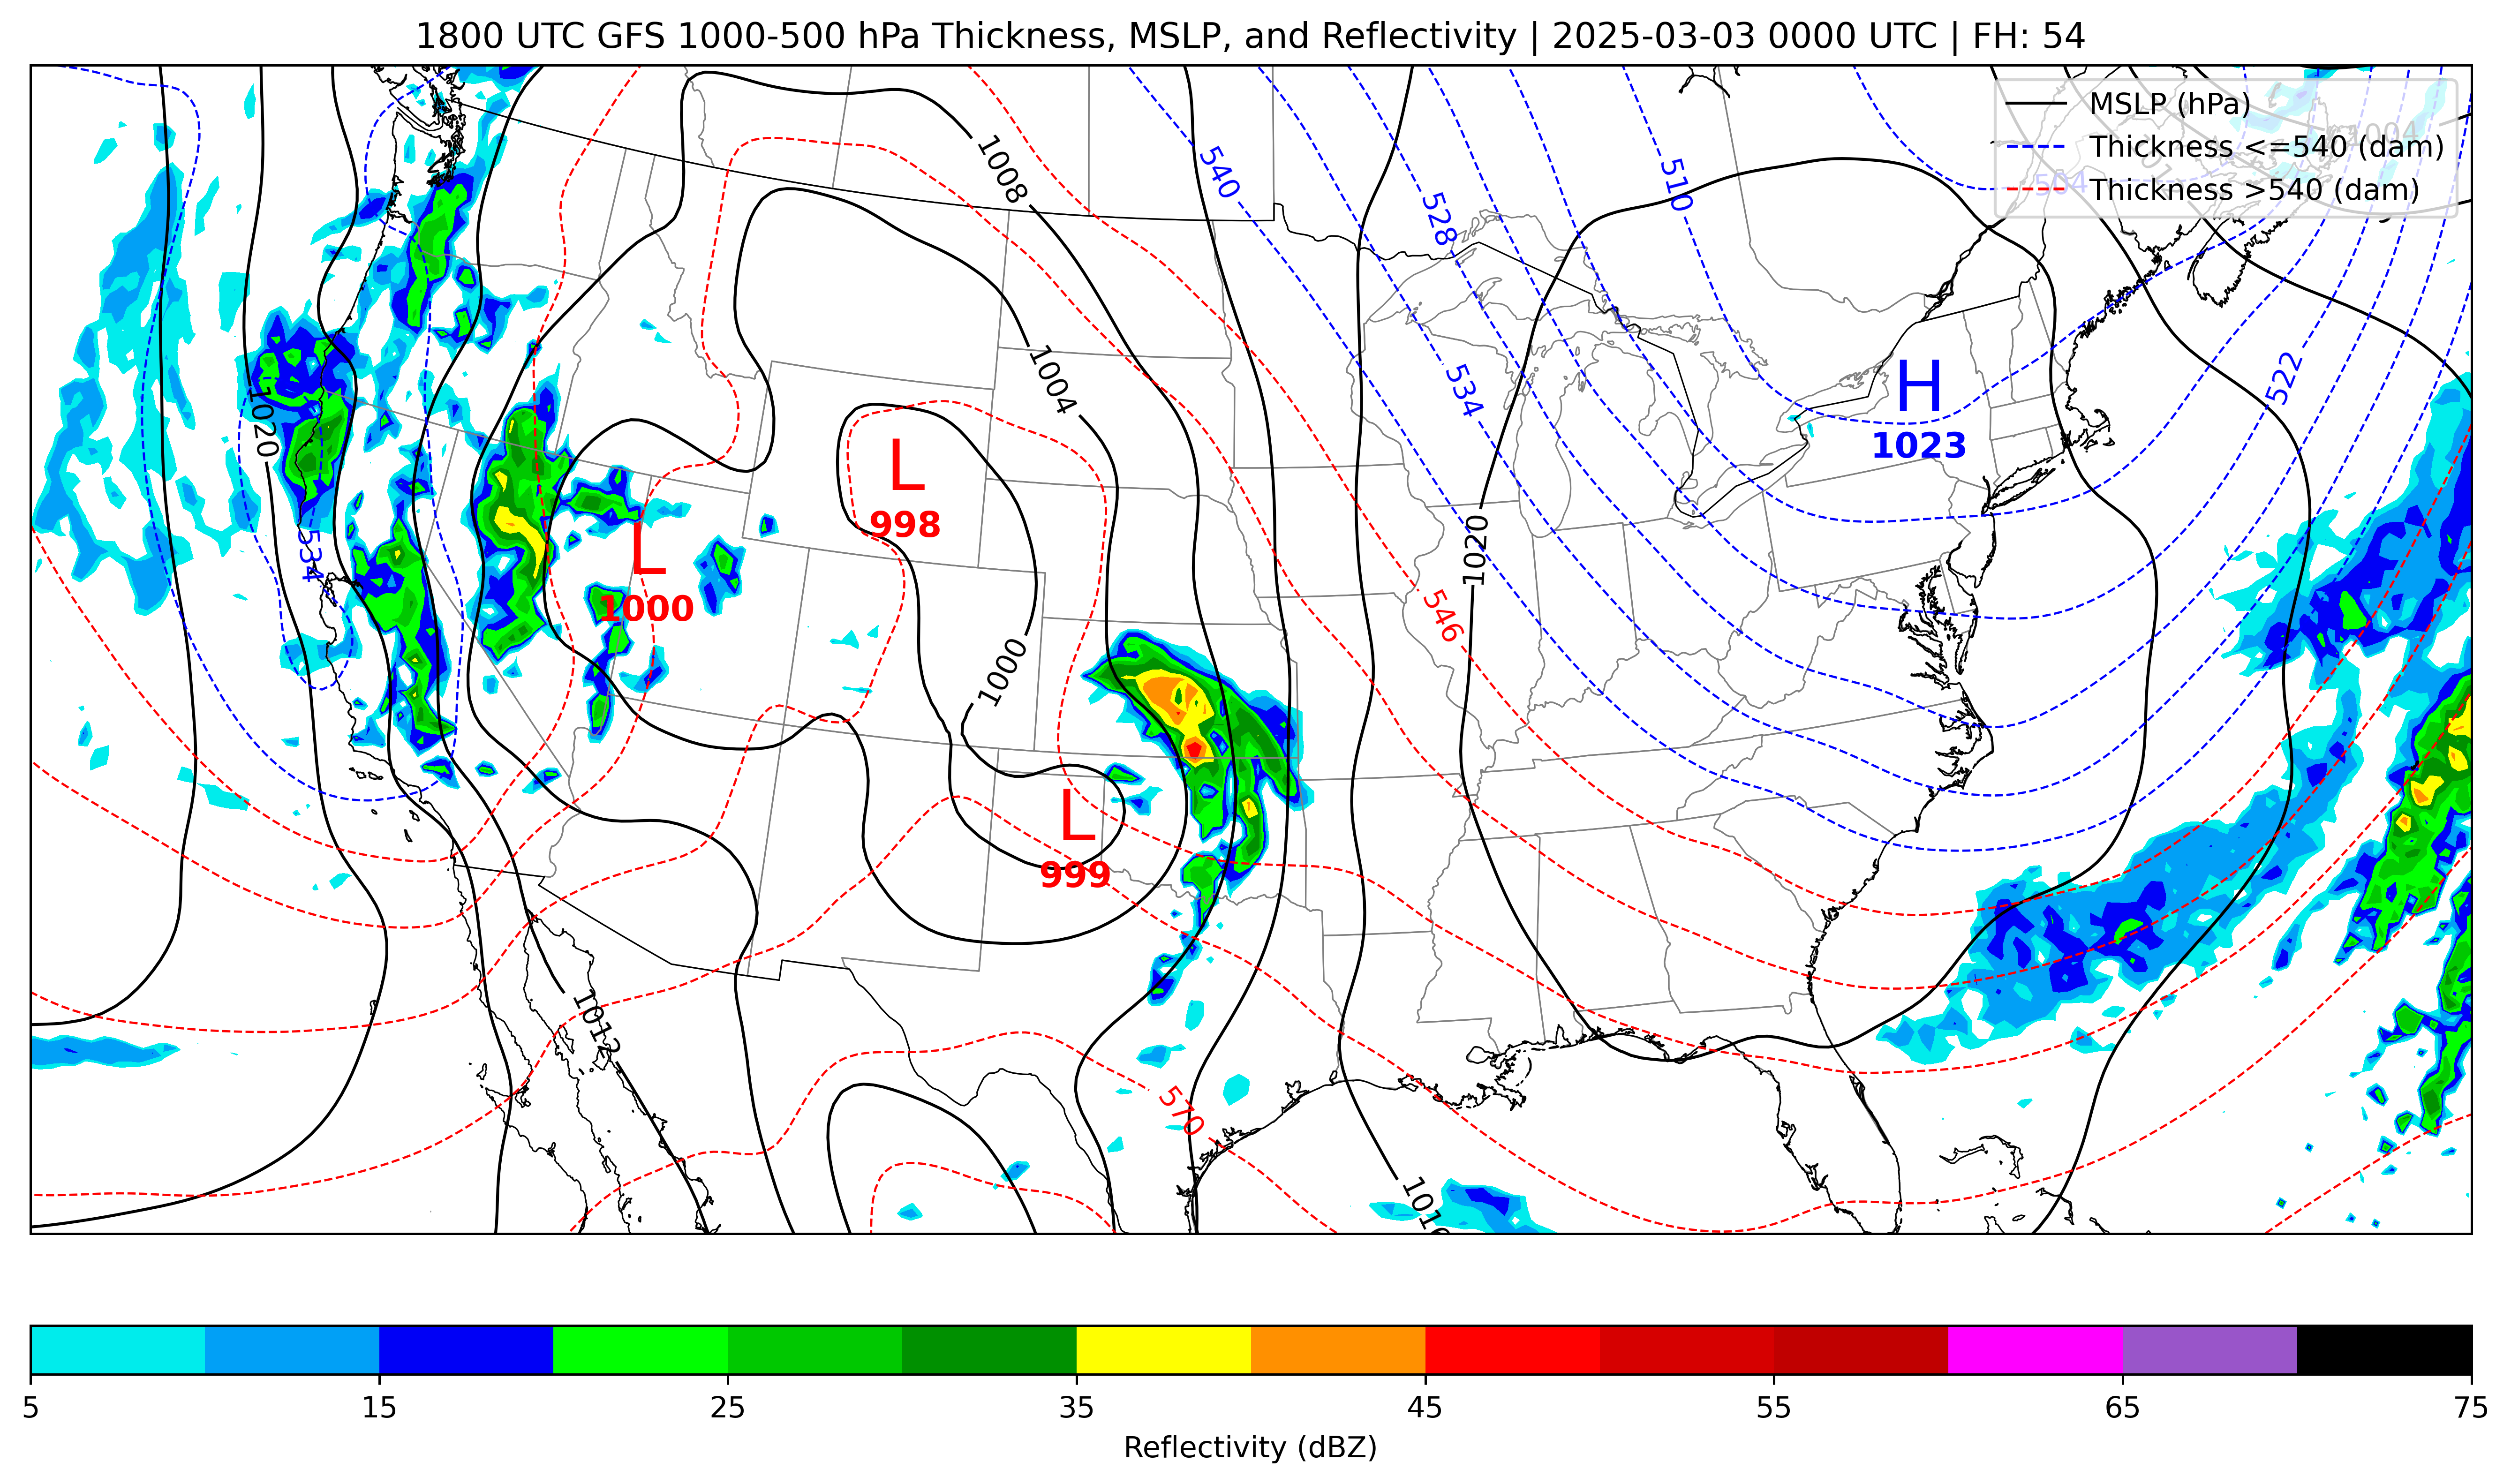 1800 UTC GFS 1000-500 hPa Thickness, MSLP, and Reflectivity | 2025-03-03 0000 UTC | FH: 54
MSLP (hPa)
Thickness <=540 (dam)
Thickness >540 (dam)
1004
504
1008
540
510
528
1004
H
1023
522
534
1020
L
998
1020
534
L
1000
546
1000
L
999
1012
570
1016
5 15 25 35 45 55 65 75
Reflectivity (dBZ)